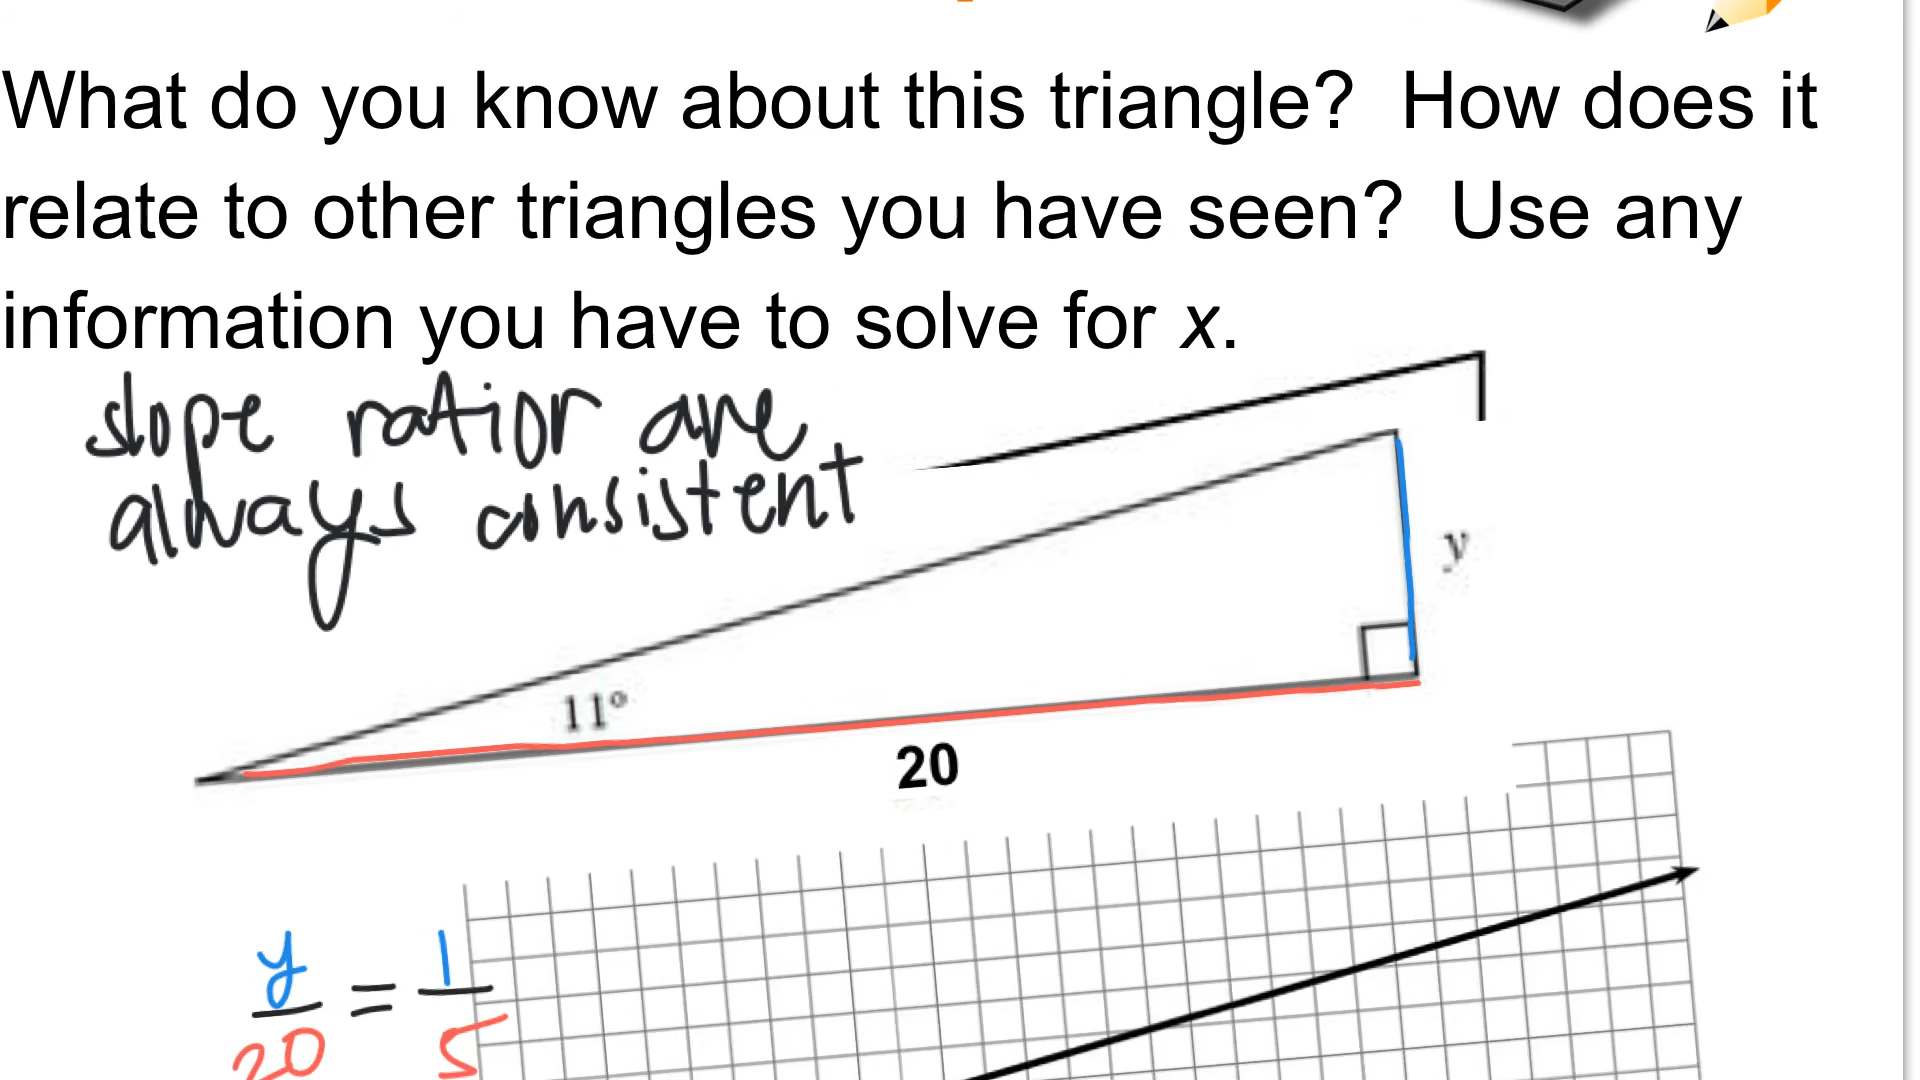 What do you know about this triangle? How does it
relate to other triangles you have seen? Use any
information you have to solve for x.
slope ratior are
always consistent
y
11°
20
y/20 = 1/5